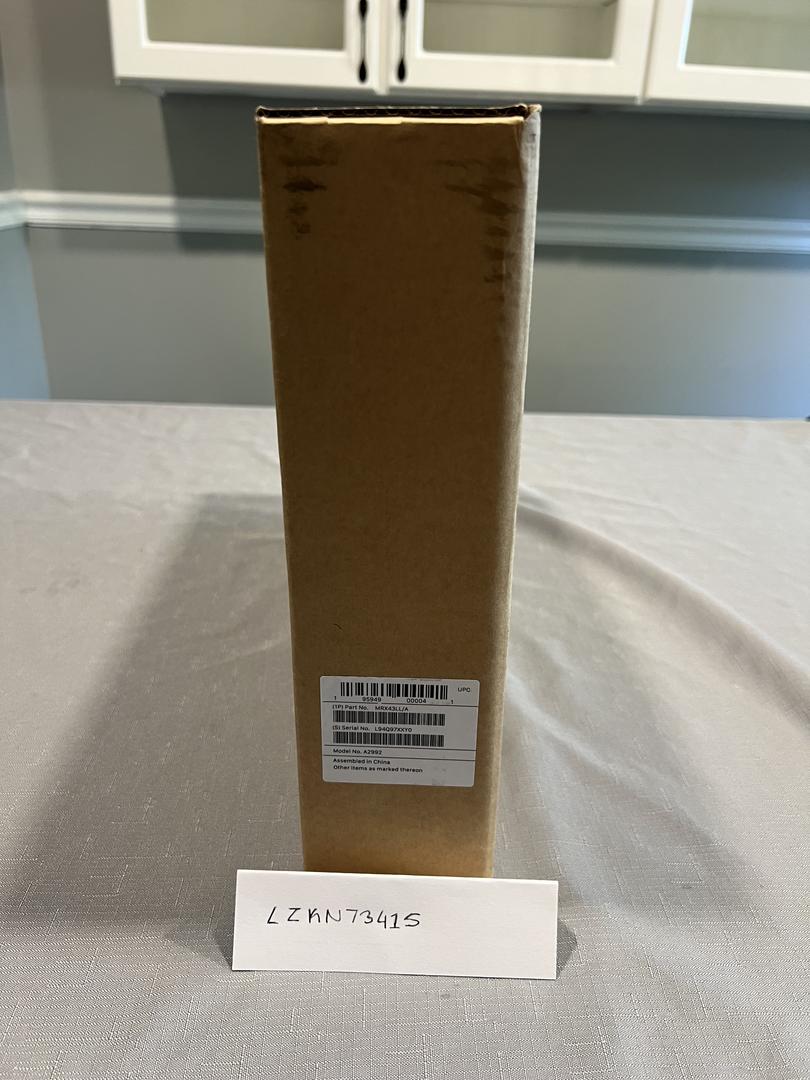 UPC
1 95949 00004 1
(1P) Part No. MRX43LL/A
(S) Serial No. L94Q97XXY0
Model No. A2992
Assembled in China
Other items as marked thereon
LZKN73415